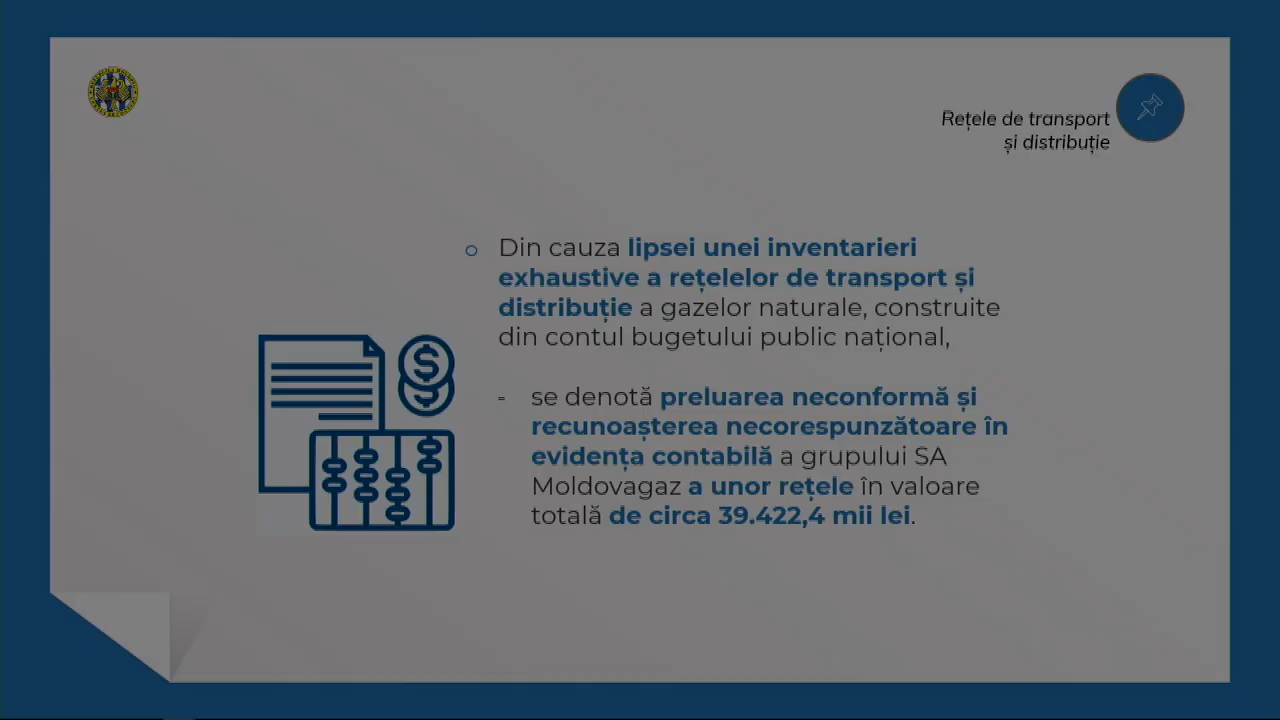 Rețele de transport
și distribuție
o Din cauza lipsei unei inventarieri
exhaustive a rețelelor de transport și
distribuție a gazelor naturale, construite
din contul bugetului public național,
- se denotă preluarea neconformă și
recunoașterea necorespunzătoare în
evidența contabilă a grupului SA
Moldovagaz a unor rețele în valoare
totală de circa 39.422,4 mii lei.